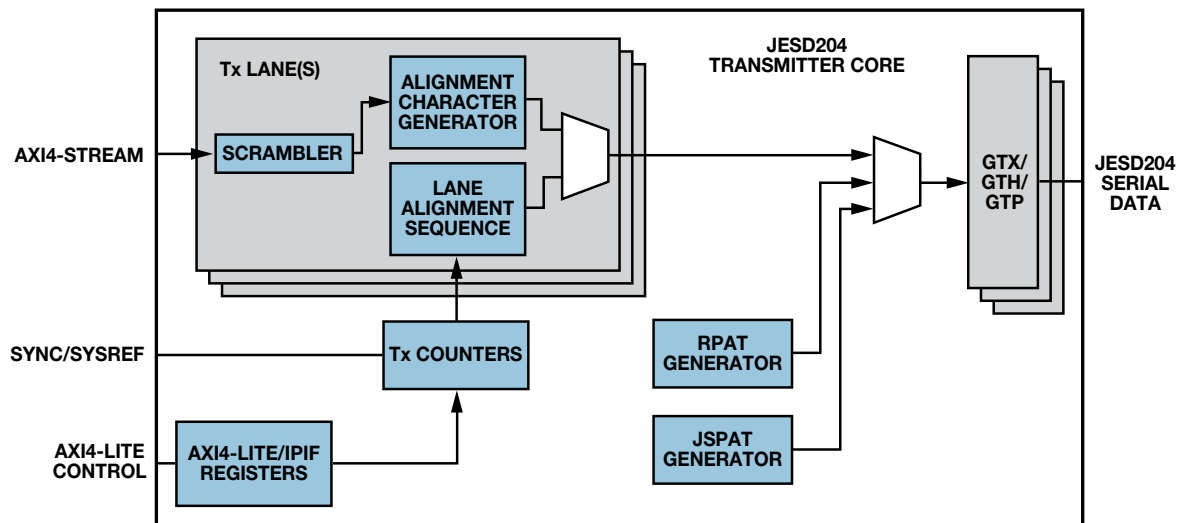 JESD204
TRANSMITTER CORE
Tx LANE(S)
ALIGNMENT
CHARACTER
GENERATOR
AXI4-STREAM
SCRAMBLER
LANE
ALIGNMENT
SEQUENCE
GTX/
GTH/
GTP
JESD204
SERIAL
DATA
SYNC/SYSREF
Tx COUNTERS
RPAT
GENERATOR
AXI4-LITE
CONTROL
AXI4-LITE/IPIF
REGISTERS
JSPAT
GENERATOR